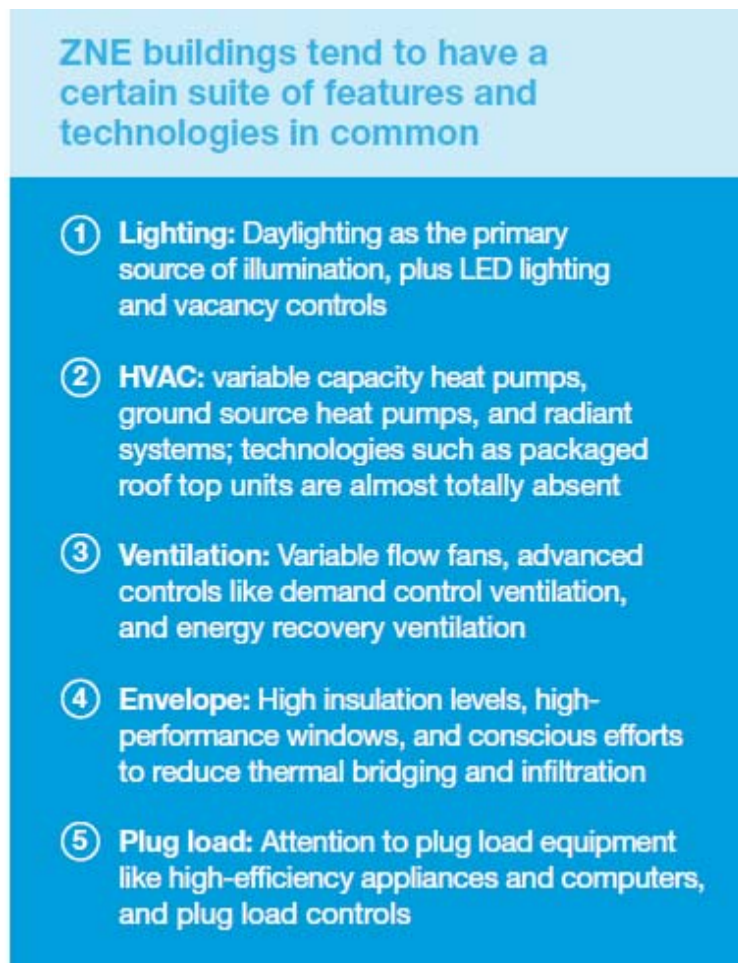 ZNE buildings tend to have a
certain suite of features and
technologies in common
1 Lighting: Daylighting as the primary
source of illumination, plus LED lighting
and vacancy controls
2 HVAC: variable capacity heat pumps,
ground source heat pumps, and radiant
systems; technologies such as packaged
roof top units are almost totally absent
3 Ventilation: Variable flow fans, advanced
controls like demand control ventilation,
and energy recovery ventilation
4 Envelope: High insulation levels, high-
performance windows, and conscious efforts
to reduce thermal bridging and infiltration
5 Plug load: Attention to plug load equipment
like high-efficiency appliances and computers,
and plug load controls